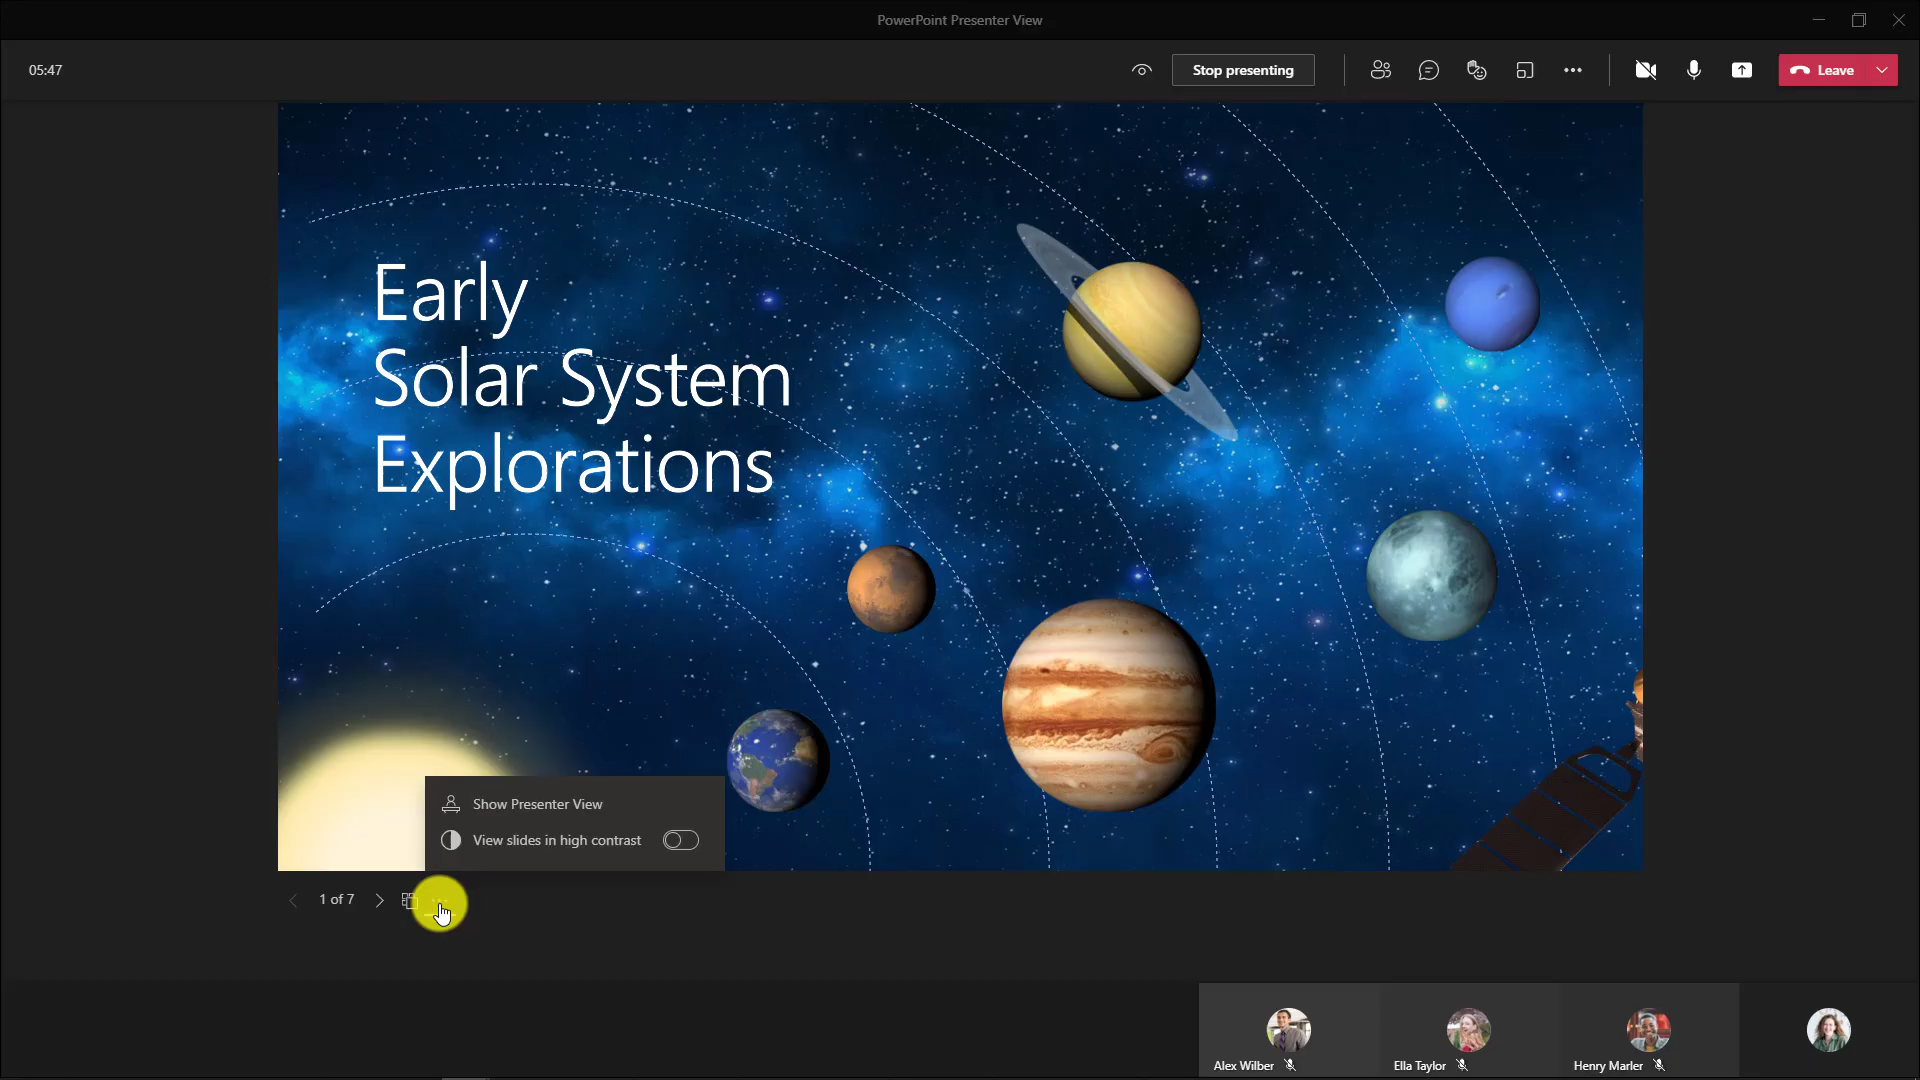 PowerPoint Presenter View
05:47
Stop presenting
Leave
Early
Solar System
Explorations
Show Presenter View
View slides in high contrast
1 of 7
Alex Wilber
Ella Taylor
Henry Marler